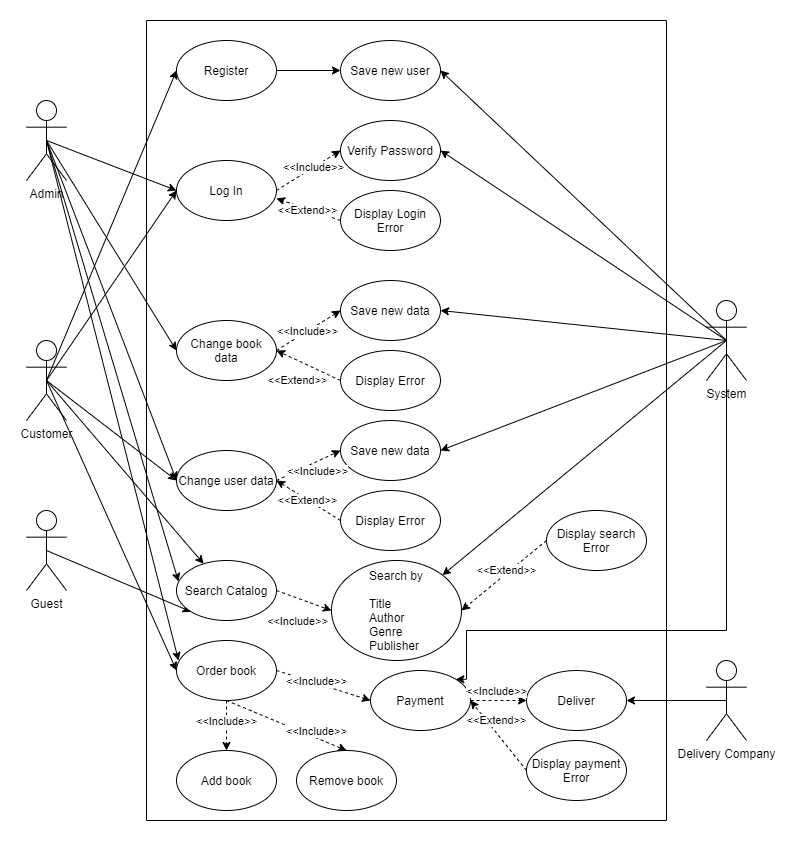 Register
Save new user
Admin
Log In
<<Include>>
Verify Password
<<Extend>>
Display Login
Error
Customer
Change book
data
<<Include>>
Save new data
<<Extend>>
Display Error
System
Change user data
<<Include>>
Save new data
<<Extend>>
Display Error
Guest
Search Catalog
<<Include>>
Search by
Title
Author
Genre
Publisher
<<Extend>>
Display search
Error
Order book
<<Include>>
Payment
<<Include>>
Deliver
Delivery Company
<<Extend>>
Display payment
Error
<<Include>>
<<Include>>
Add book
Remove book